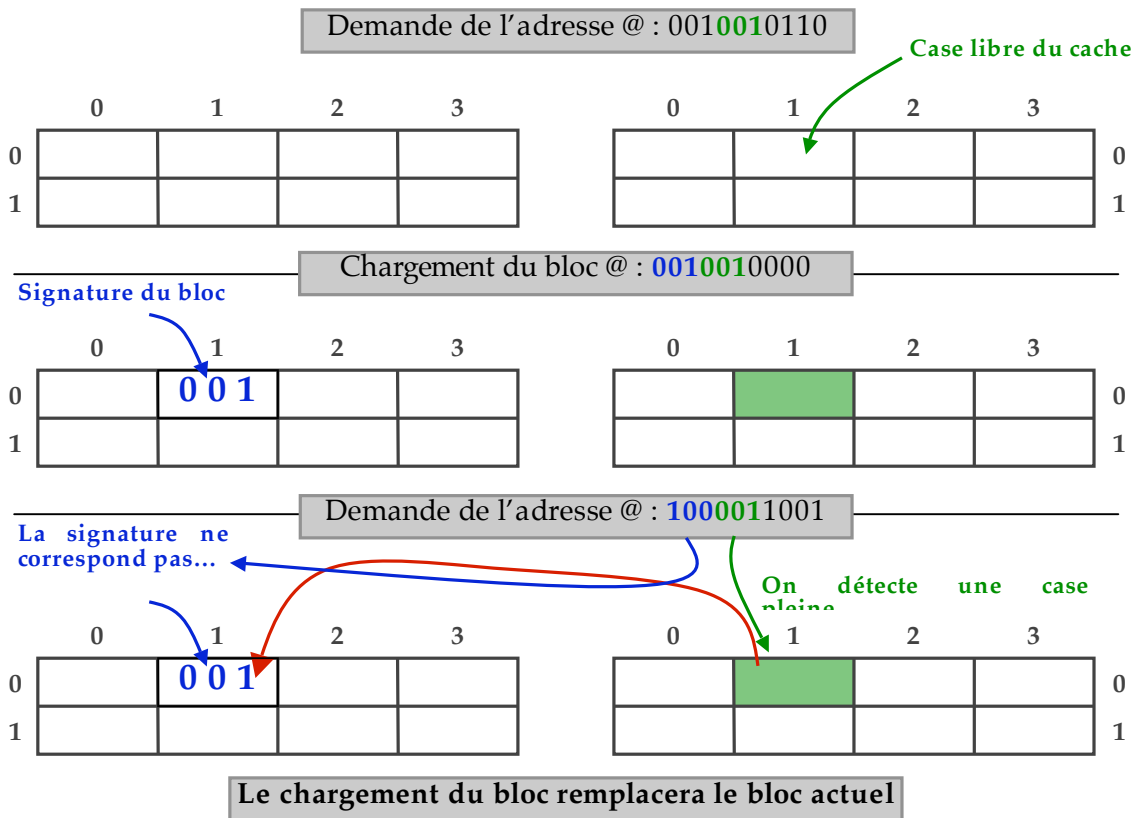 Demande de l'adresse @ : 0010010110
Case libre du cache
0 1 2 3 0 1 2 3
0 0
1 1
Chargement du bloc @ : 0010010000
Signature du bloc
0 1 2 3 0 1 2 3
0 0 0 1 0
1 1
Demande de l'adresse @ : 1000011001
La signature ne
correspond pas...
On détecte une case
pleine
0 1 2 3 0 1 2 3
0 0 0 1 0
1 1
Le chargement du bloc remplacera le bloc actuel